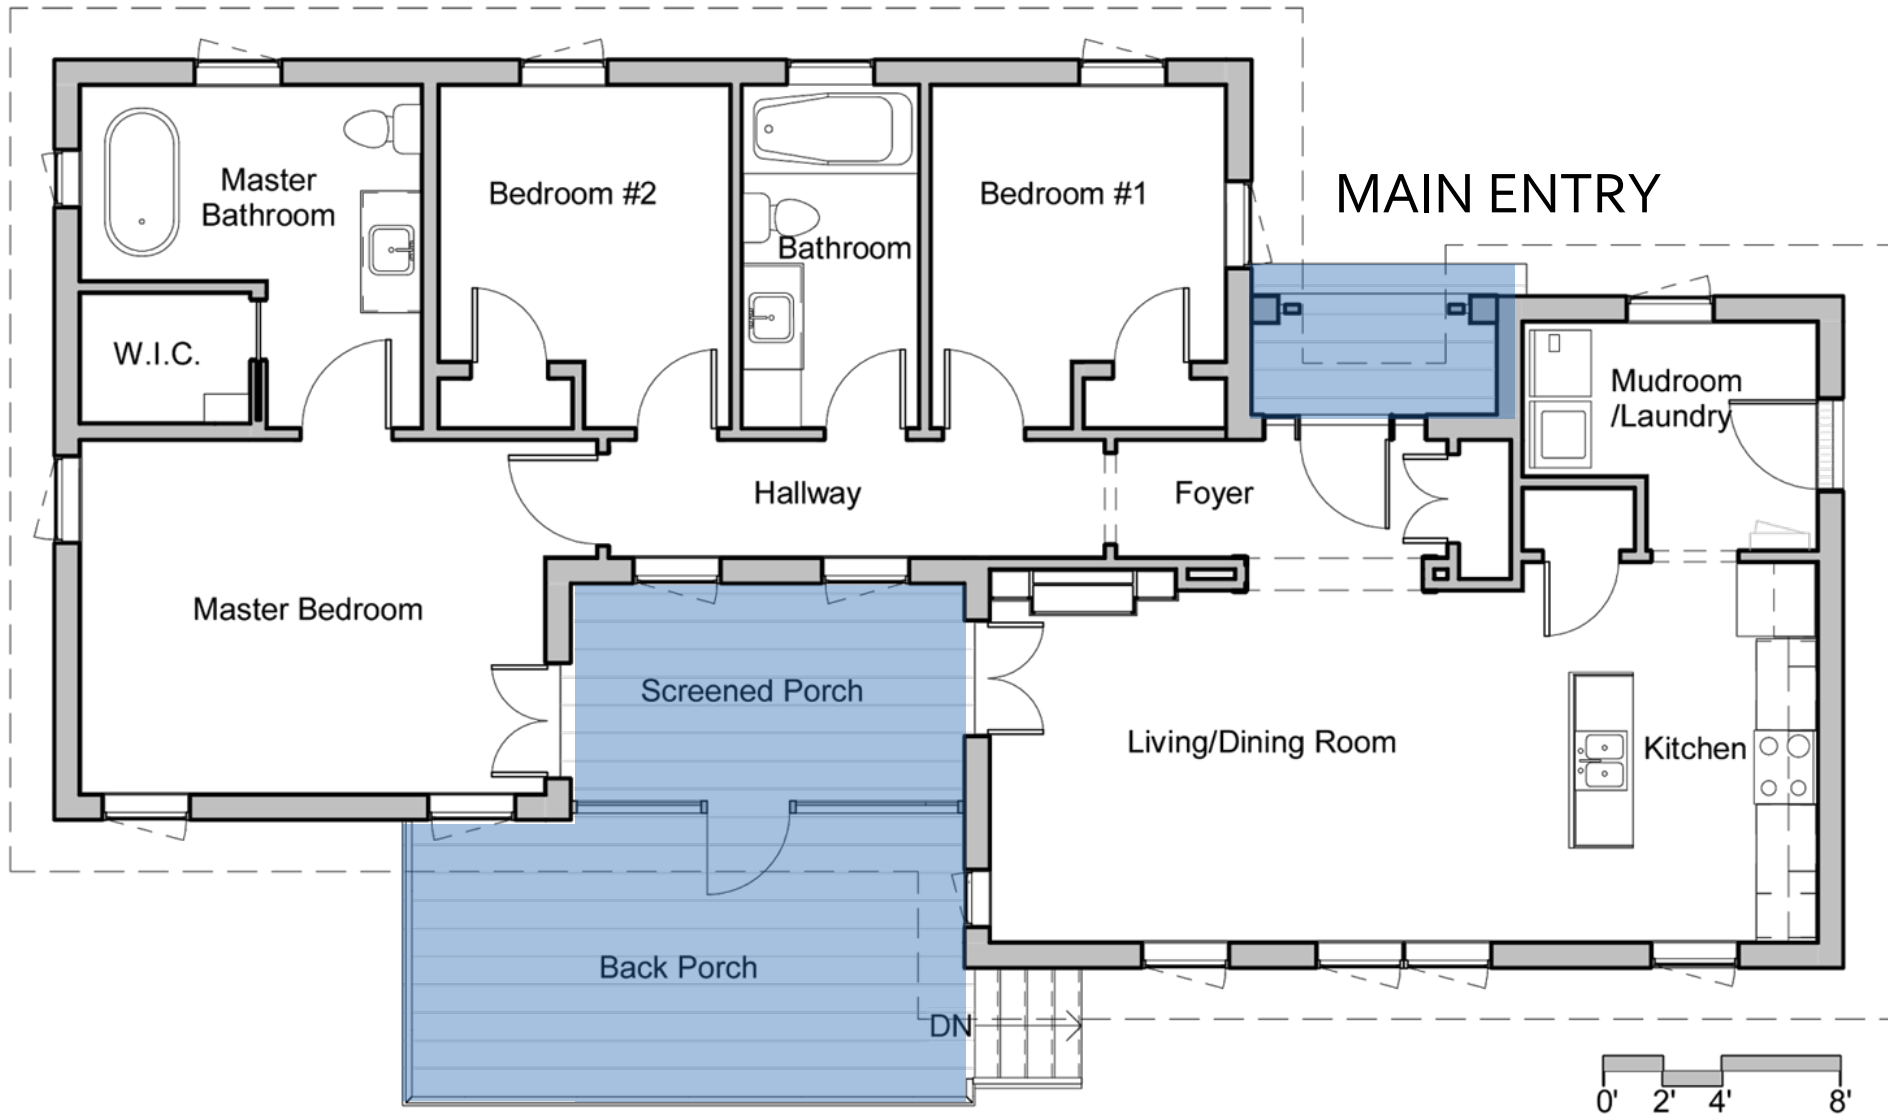 MAIN ENTRY
Master
Bathroom
Bedroom #2
Bathroom
Bedroom #1
W.I.C.
Mudroom
/Laundry
Hallway
Foyer
Master Bedroom
Screened Porch
Living/Dining Room
Kitchen
Back Porch
DN
0' 2' 4' 8'